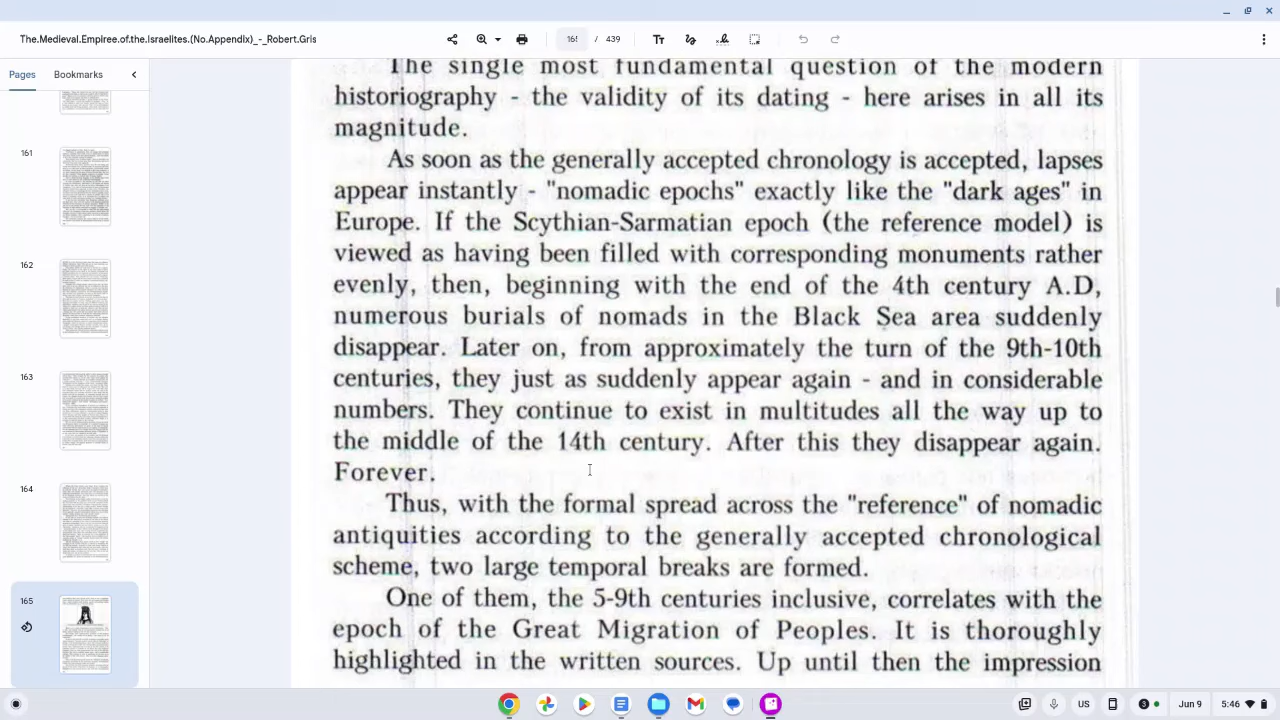 The.Medieval.Empiree.of.the.Israelites.(No.Appendix)_-_Robert.Gris
165 / 439
Pages
Bookmarks
161
162
163
164
165
The single most fundamental question of the modern
historiography - the validity of its dating - here arises in all its
magnitude.
As soon as the generally accepted chronology is accepted, lapses
appear instantly - "nomadic epochs" exactly like the "dark ages" in
Europe. If the Scythian-Sarmatian epoch (the reference model) is
viewed as having been filled with corresponding monuments rather
evenly, then, beginning with the end of the 4th century A.D,
numerous burials of nomads in the Black Sea area suddenly
disappear. Later on, from approximately the turn of the 9th-10th
centuries, they just as suddenly appear again - and in considerable
numbers. They continue to exist in multitudes all the way up to
the middle of the 14th century. After this they disappear again.
Forever.
Thus, with the formal spread across the "reference" of nomadic
antiquities according to the generally accepted chronological
scheme, two large temporal breaks are formed.
One of them, the 5-9th centuries inclusive, correlates with the
epoch of the Great Migration of Peoples. It is thoroughly
highlighted in the written sources. Up until then the impression
US
3
Jun 9
5:46